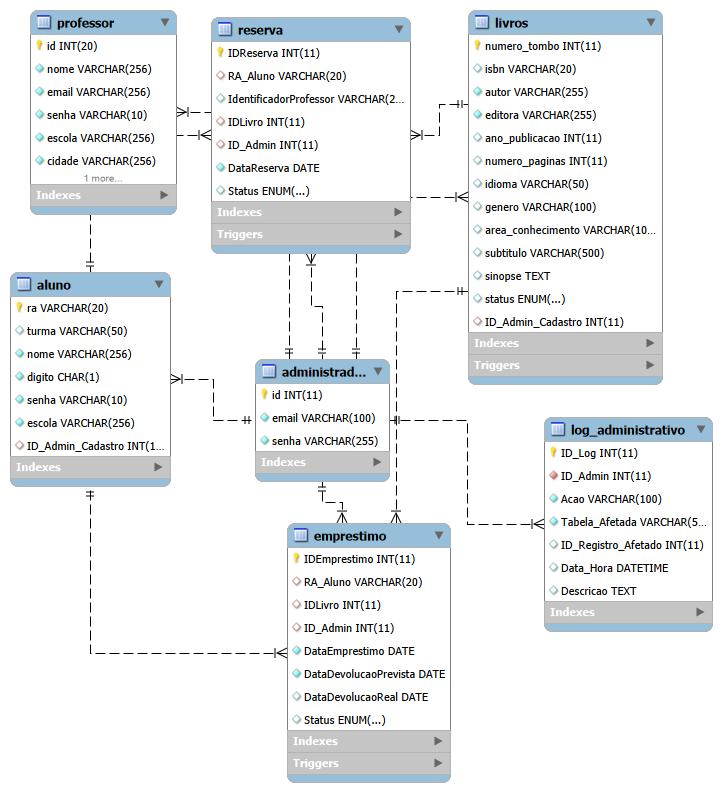 professor
id INT(20)
nome VARCHAR(256)
email VARCHAR(256)
senha VARCHAR(10)
escola VARCHAR(256)
cidade VARCHAR(256)
1 more...
Indexes
reserva
IDReserva INT(11)
RA_Aluno VARCHAR(20)
IdentificadorProfessor VARCHAR(2...
IDLivro INT(11)
ID_Admin INT(11)
DataReserva DATE
Status ENUM(...)
Indexes
Triggers
livros
numero_tombo INT(11)
isbn VARCHAR(20)
autor VARCHAR(255)
editora VARCHAR(255)
ano_publicacao INT(11)
numero_paginas INT(11)
idioma VARCHAR(50)
genero VARCHAR(100)
area_conhecimento VARCHAR(10...
subtitulo VARCHAR(500)
sinopse TEXT
status ENUM(...)
ID_Admin_Cadastro INT(11)
Indexes
Triggers
aluno
ra VARCHAR(20)
turma VARCHAR(50)
nome VARCHAR(256)
digito CHAR(1)
senha VARCHAR(10)
escola VARCHAR(256)
ID_Admin_Cadastro INT(1...
Indexes
administrad...
id INT(11)
email VARCHAR(100)
senha VARCHAR(255)
Indexes
log_administrativo
ID_Log INT(11)
ID_Admin INT(11)
Acao VARCHAR(100)
Tabela_Afetada VARCHAR(5...
ID_Registro_Afetado INT(11)
Data_Hora DATETIME
Descricao TEXT
Indexes
emprestimo
IDEmprestimo INT(11)
RA_Aluno VARCHAR(20)
IDLivro INT(11)
ID_Admin INT(11)
DataEmprestimo DATE
DataDevolucaoPrevista DATE
DataDevolucaoReal DATE
Status ENUM(...)
Indexes
Triggers